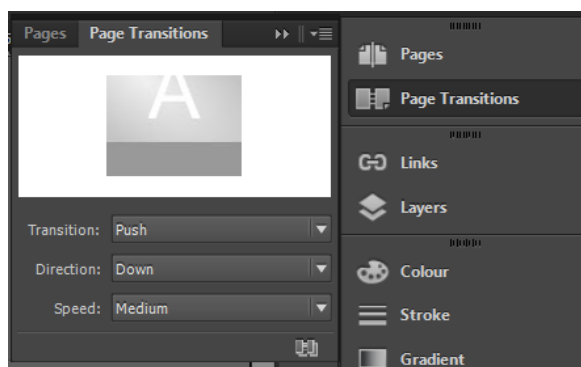 Pages Page Transitions
A
Transition: Push
Direction: Down
Speed: Medium
Pages
Page Transitions
Links
Layers
Colour
Stroke
Gradient